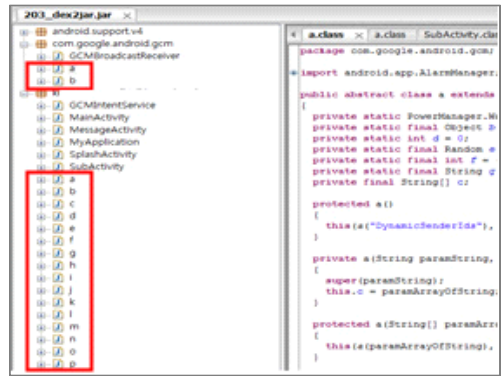 203_dex2jar.jar
android.support.v4
com.google.android.gcm
GCMBroadcastReceiver
a
b
kj
GCMIntentService
MainActivity
MessageActivity
MyApplication
SplashActivity
SubActivity
a
b
c
d
e
f
g
h
i
j
k
l
m
n
o
p
a.class a.class SubActivity.clas
package com.google.android.gcm;
import android.app.AlarmManager;
public abstract class a extends
{
private static PowerManager.W
private static final Object
private static int d = 0;
private static final Random e
private static final int f =
private static final String g
private final String[] c;
protected a()
{
this(a("DynamicSenderIds"),
}
private a(String paramString,
{
super(paramString);
this.c = paramArrayOfString;
}
protected a(String[] paramArr
{
this(a(paramArrayOfString),
}